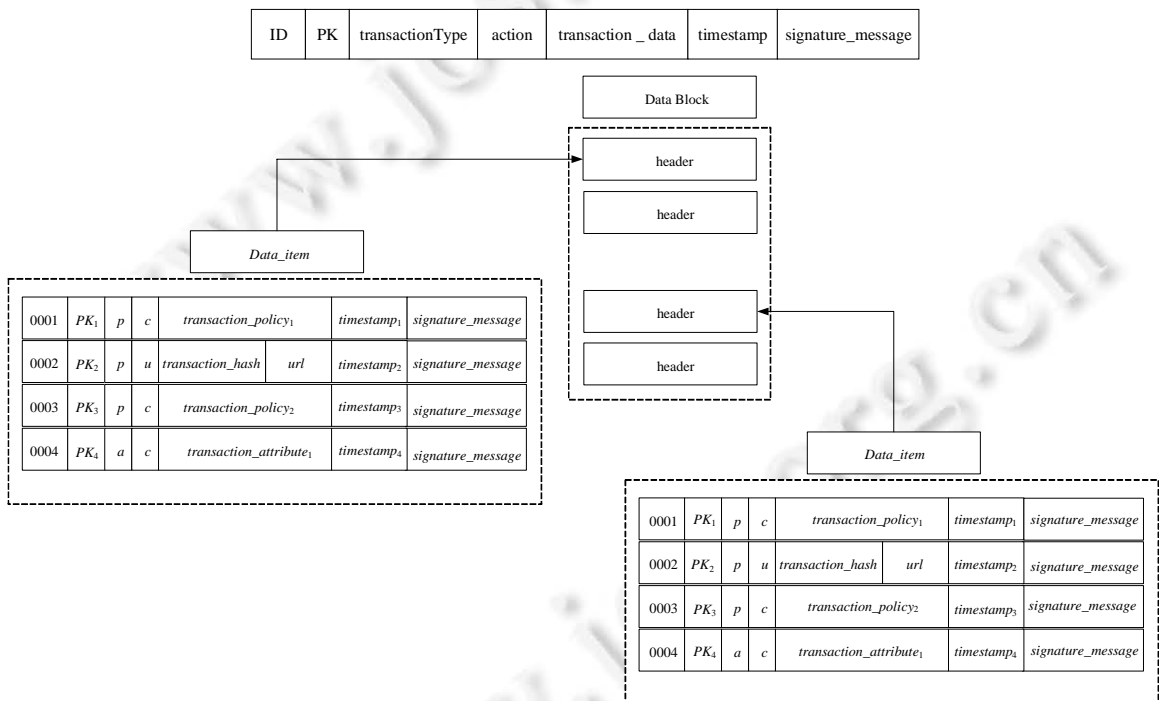 ID PK transactionType action transaction _ data timestamp signature_message
Data Block
header
header
header
header
Data_item
0001 PK₁ p c transaction_policy₁ timestamp₁ signature_message
0002 PK₂ p u transaction_hash url timestamp₂ signature_message
0003 PK₃ p c transaction_policy₂ timestamp₃ signature_message
0004 PK₄ a c transaction_attribute₁ timestamp₄ signature_message
Data_item
0001 PK₁ p c transaction_policy₁ timestamp₁ signature_message
0002 PK₂ p u transaction_hash url timestamp₂ signature_message
0003 PK₃ p c transaction_policy₂ timestamp₃ signature_message
0004 PK₄ a c transaction_attribute₁ timestamp₄ signature_message